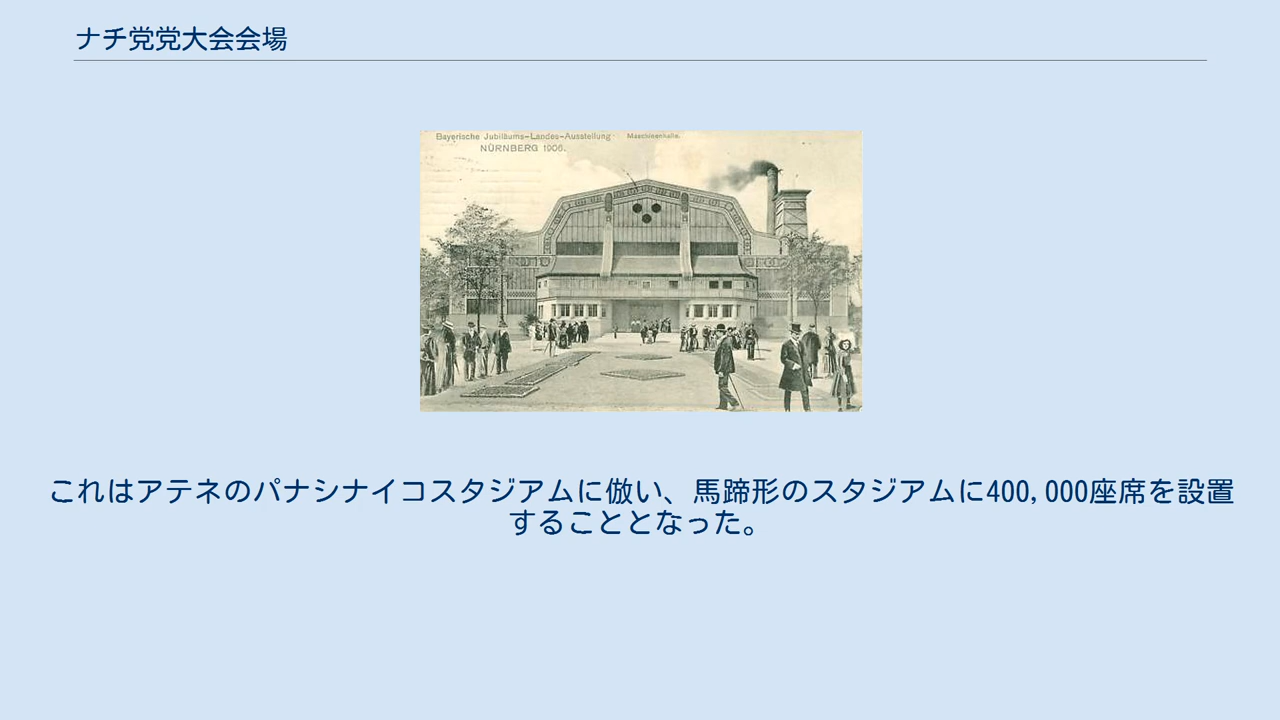 ナチ党党大会会場
Bayerische Jubiläums-Landes-Ausstellung Maschinenhalle.
NÜRNBERG 1906.
これはアテネのパナシナイコスタジアムに倣い、馬蹄形のスタジアムに400,000座席を設置
することとなった。